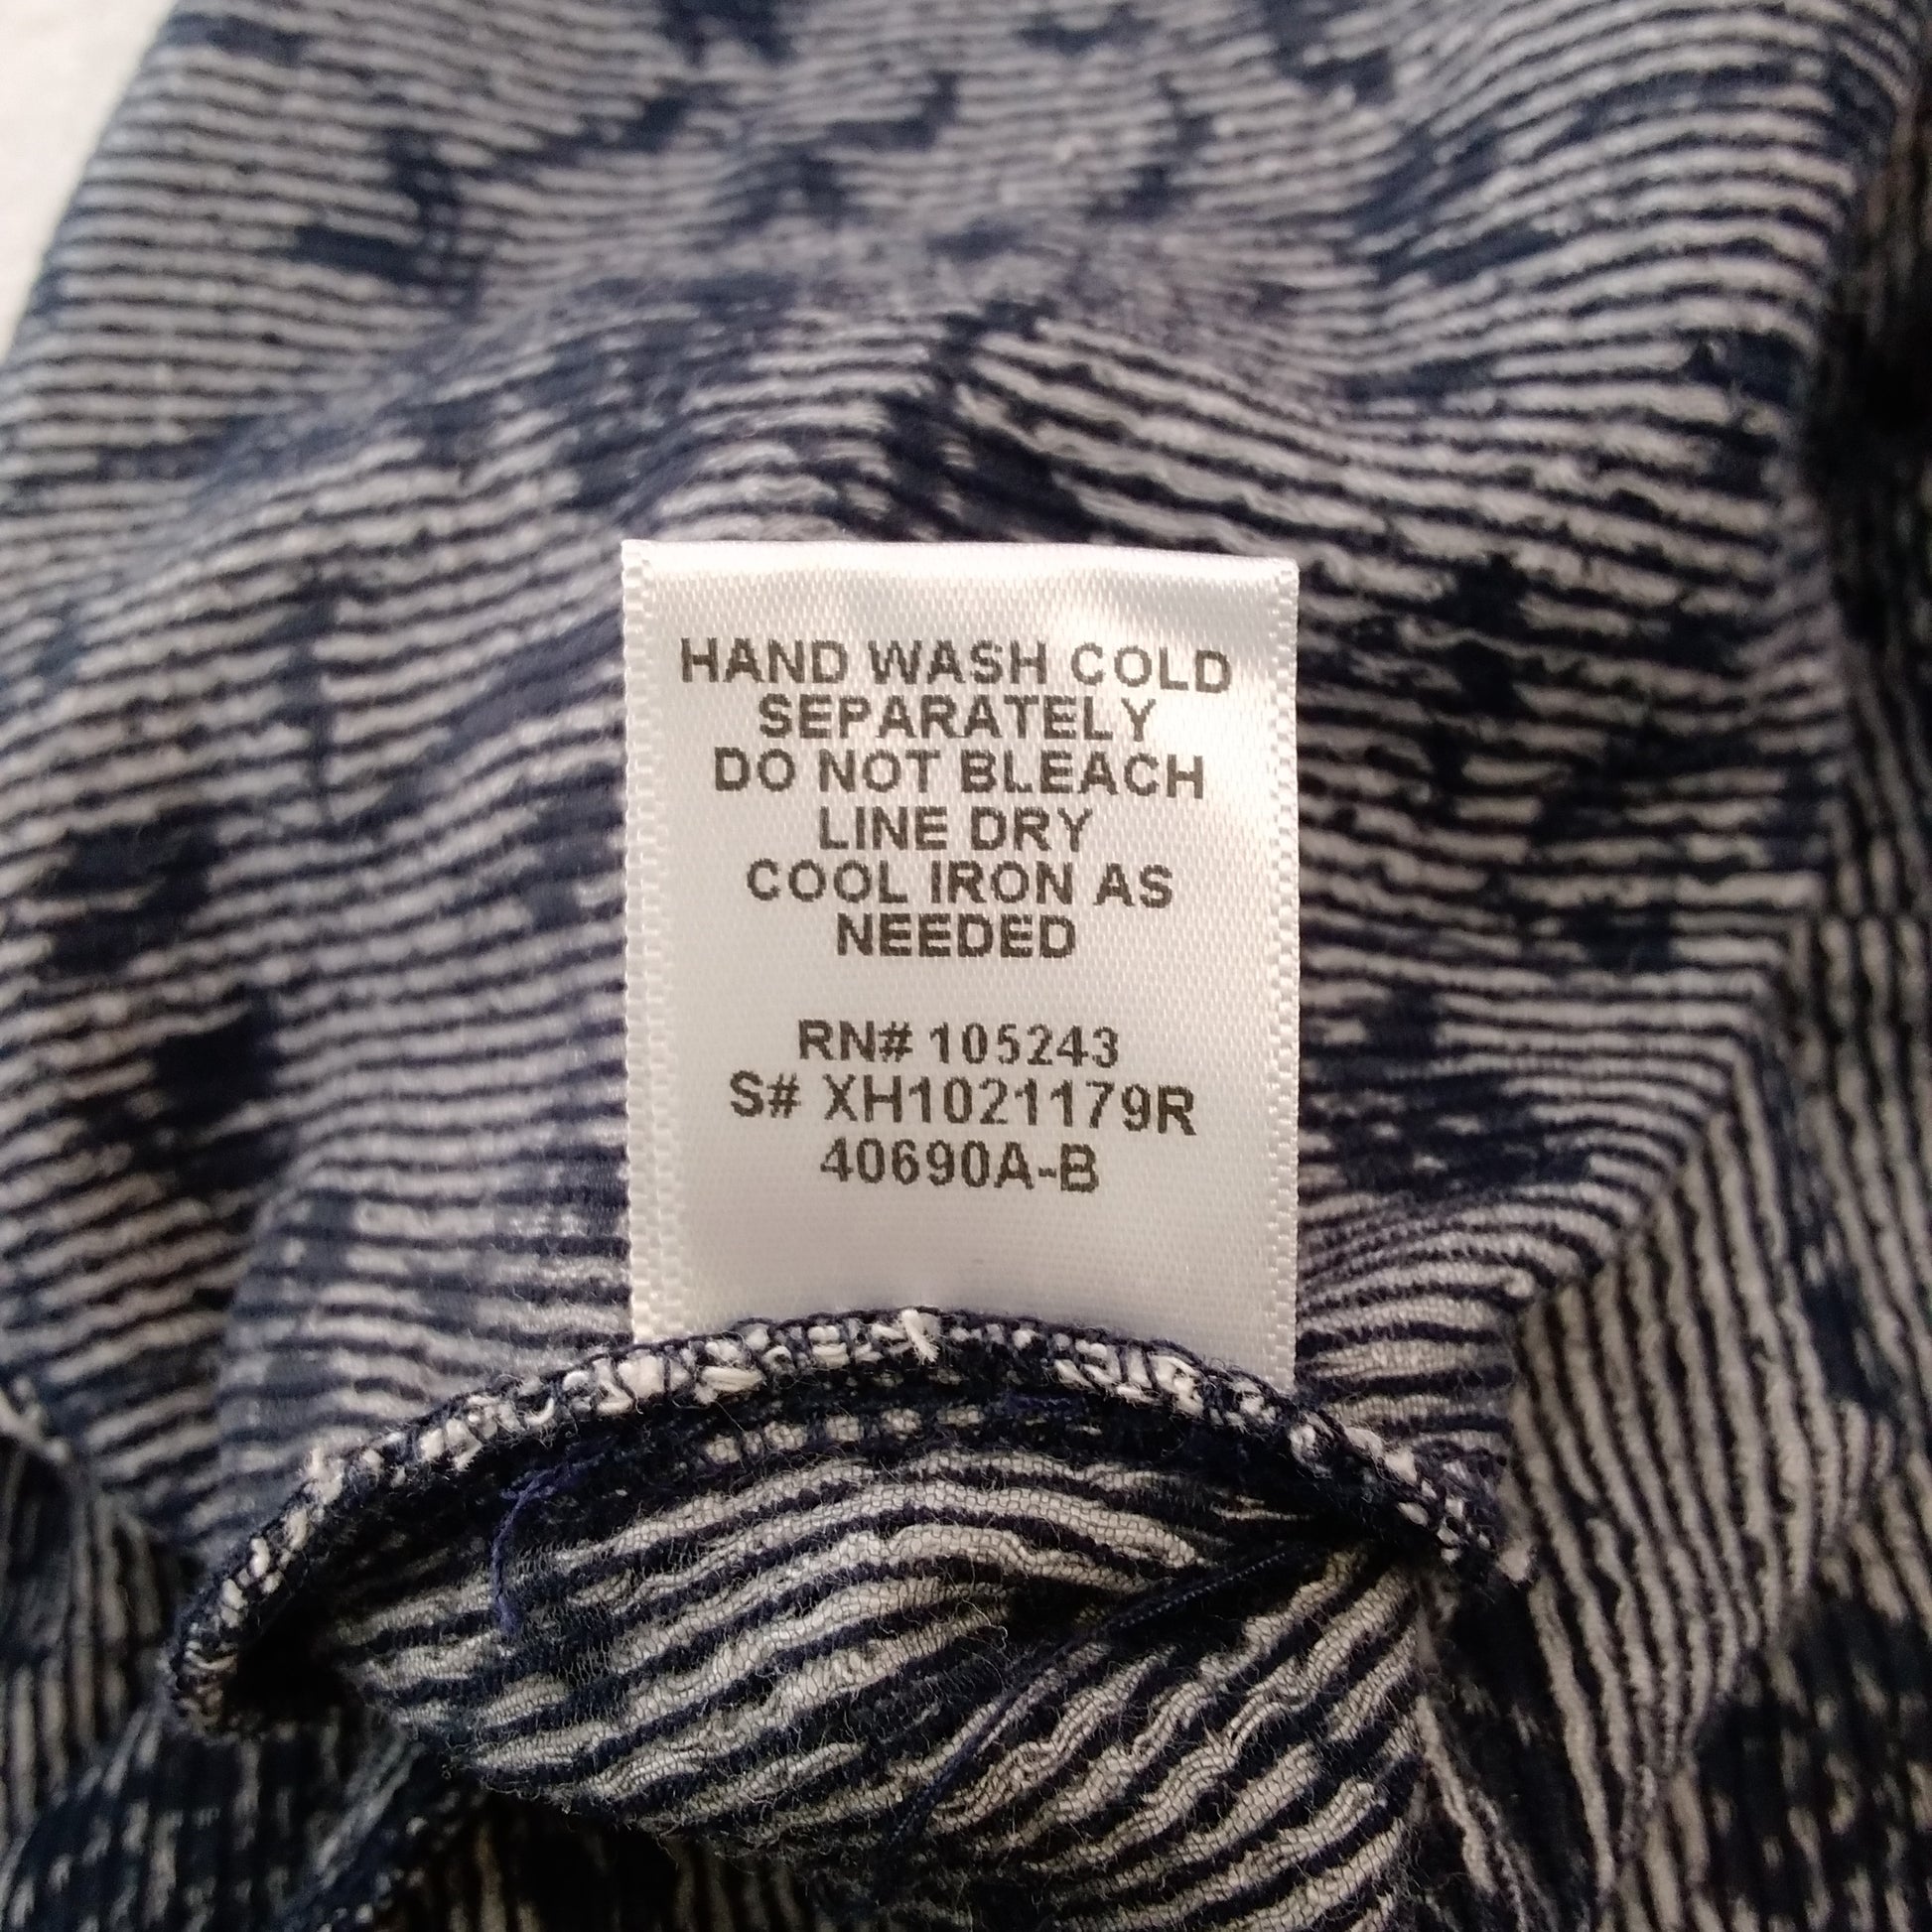 HAND WASH COLD
SEPARATELY
DO NOT BLEACH
LINE DRY
COOL IRON AS
NEEDED
RN# 105243
S# XH1021179R
40690A-B